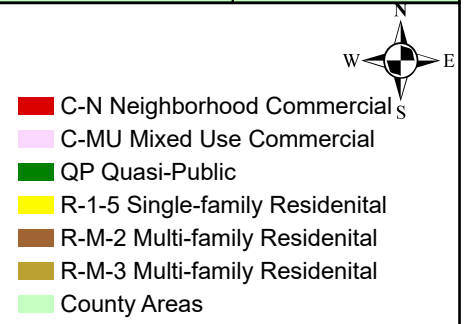 N
W E
S
C-N Neighborhood Commercial
C-MU Mixed Use Commercial
QP Quasi-Public
R-1-5 Single-family Residenital
R-M-2 Multi-family Residenital
R-M-3 Multi-family Residenital
County Areas